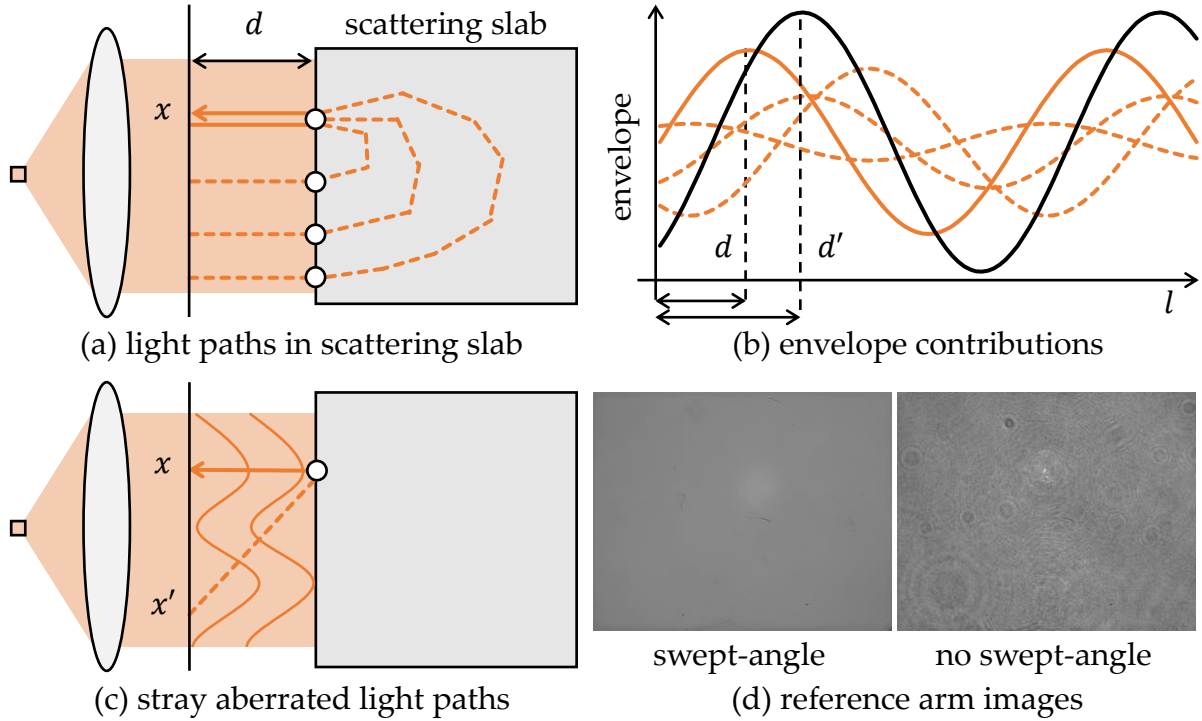 d
scattering slab
x
(a) light paths in scattering slab
envelope
d
d′
l
(b) envelope contributions
x
x′
(c) stray aberrated light paths
swept-angle
no swept-angle
(d) reference arm images